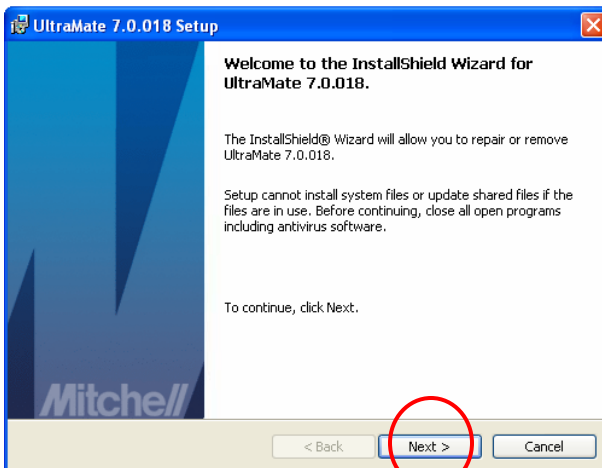 UltraMate 7.0.018 Setup
Welcome to the InstallShield Wizard for
UltraMate 7.0.018.
The InstallShield® Wizard will allow you to repair or remove
UltraMate 7.0.018.
Setup cannot install system files or update shared files if the
files are in use. Before continuing, close all open programs
including antivirus software.
To continue, click Next.
Mitchell
< Back
Next >
Cancel